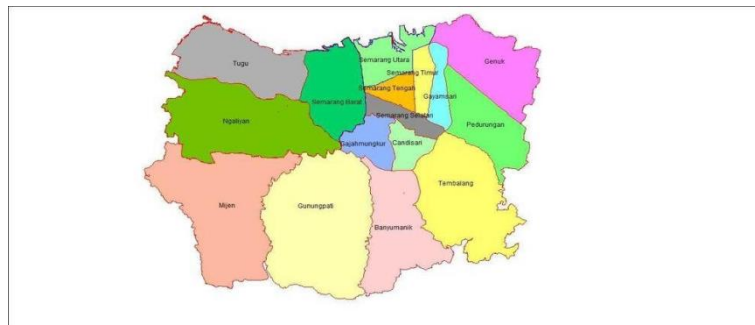 Tugu
Semarang Utara
Genuk
Semarang Timur
Semarang Tengah
Semarang Barat
Gayamsari
Ngalian
Semarang Selatan
Pedurungan
Gajahmungkur
Candisari
Tembalang
Mijen
Gunungpati
Banyumanik